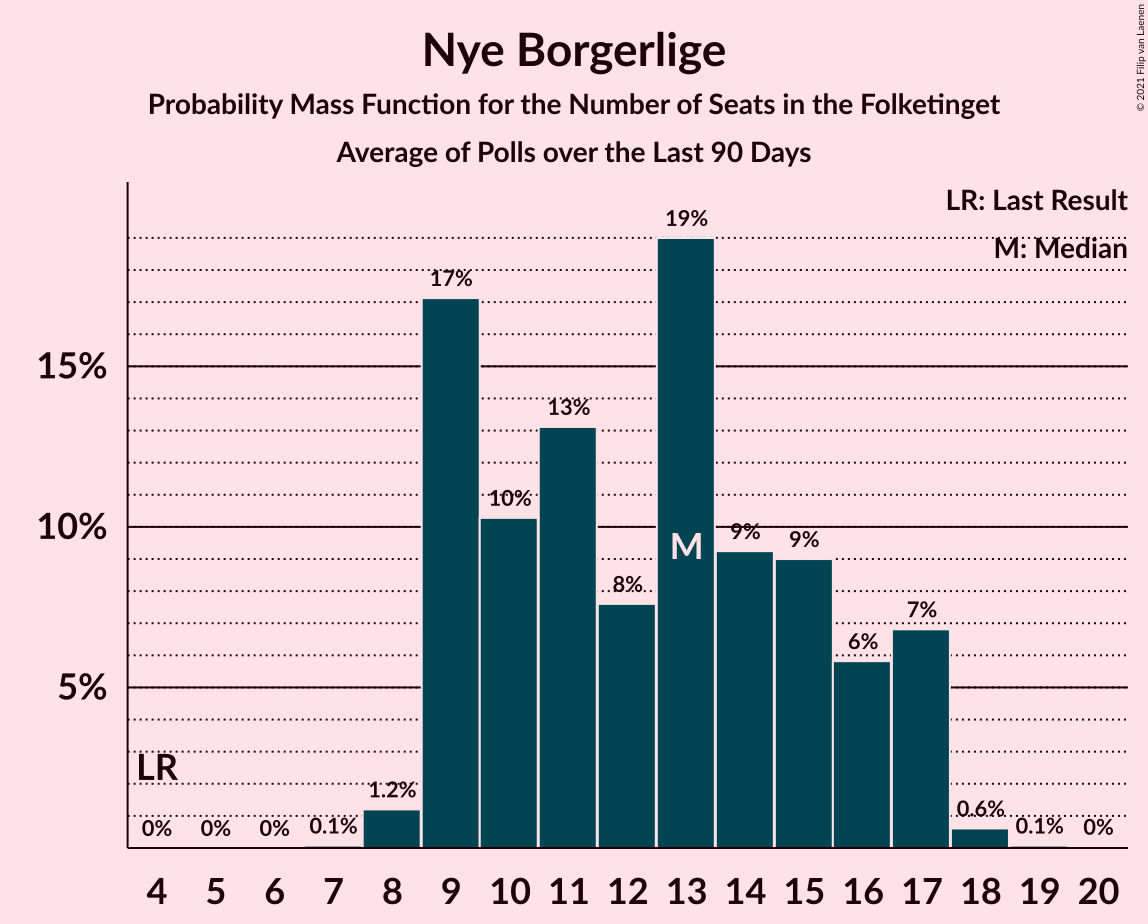 Nye Borgerlige
Probability Mass Function for the Number of Seats in the Folketinget
Average of Polls over the Last 90 Days
© 2021 Filip van Laenen
LR: Last Result
M: Median
19%
17%
15%
13%
10%
10%
9%
9%
M
8%
7%
6%
5%
LR
1.2%
0.6%
0% 0% 0% 0.1% 0.1% 0%
4 5 6 7 8 9 10 11 12 13 14 15 16 17 18 19 20